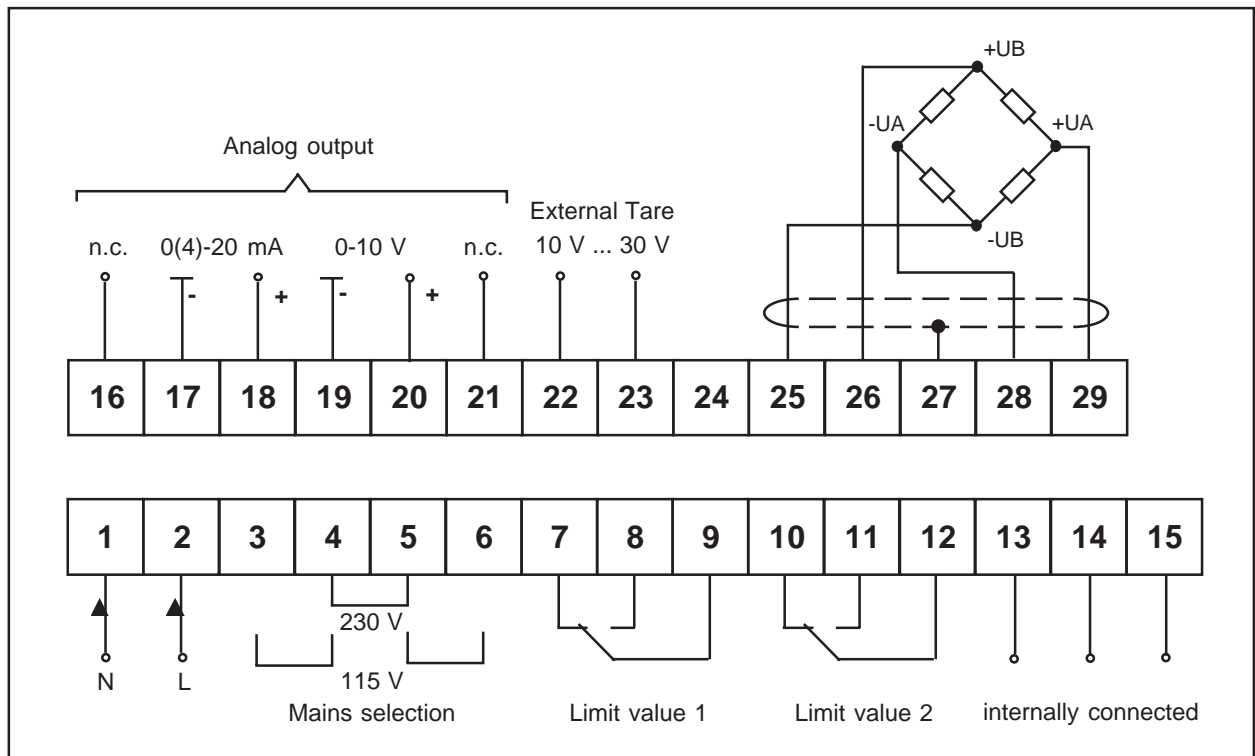 +UB
-UA +UA
Analog output
External Tare
n.c. 0(4)-20 mA 0-10 V n.c. 10 V ... 30 V
-UB
- + - +
16 17 18 19 20 21 22 23 24 25 26 27 28 29
1 2 3 4 5 6 7 8 9 10 11 12 13 14 15
230 V
N L 115 V
Mains selection Limit value 1 Limit value 2 internally connected